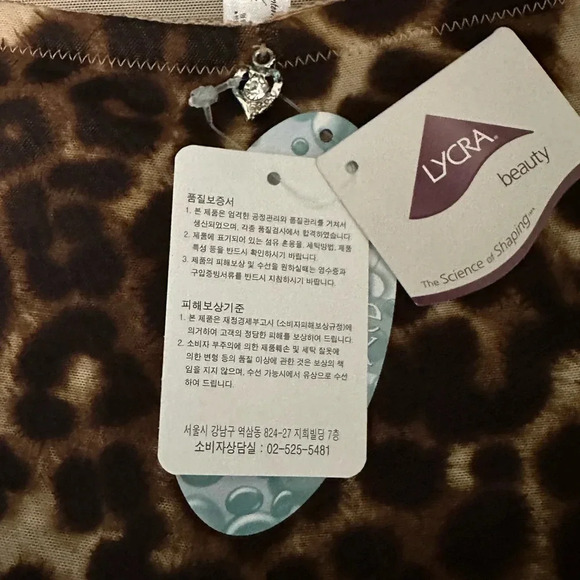 LYCRA®
beauty
The Science of Shaping™
품질보증서
1. 본 제품은 엄격한 공정관리와 품질관리를 거쳐서
생산되었으며, 각종 품질검사에서 합격하였습니다.
2. 제품에 표기되어 있는 섬유 혼용율, 세탁방법, 제품
특성 등을 반드시 확인하시기 바랍니다.
3. 제품의 피해보상 및 수선을 원하실때는 영수증과
구입증빙서류를 반드시 지침하시기 바랍니다.
피해보상기준
1. 본 제품은 재정경제부고시 (소비자피해보상규정)에
의거하여 고객의 정당한 피해를 보상하여 드립니다.
2. 소비자 부주의에 의한 제품훼손 및 세탁 잘못에
의한 변형 등의 품질 이상에 관한 것은 보상의 책
임을 지지 않으며, 수선 가능시에서 유상으로 수선
하여 드립니다.
서울시 강남구 역삼동 824-27 지희빌딩 7층
소비자상담실 : 02-525-5481